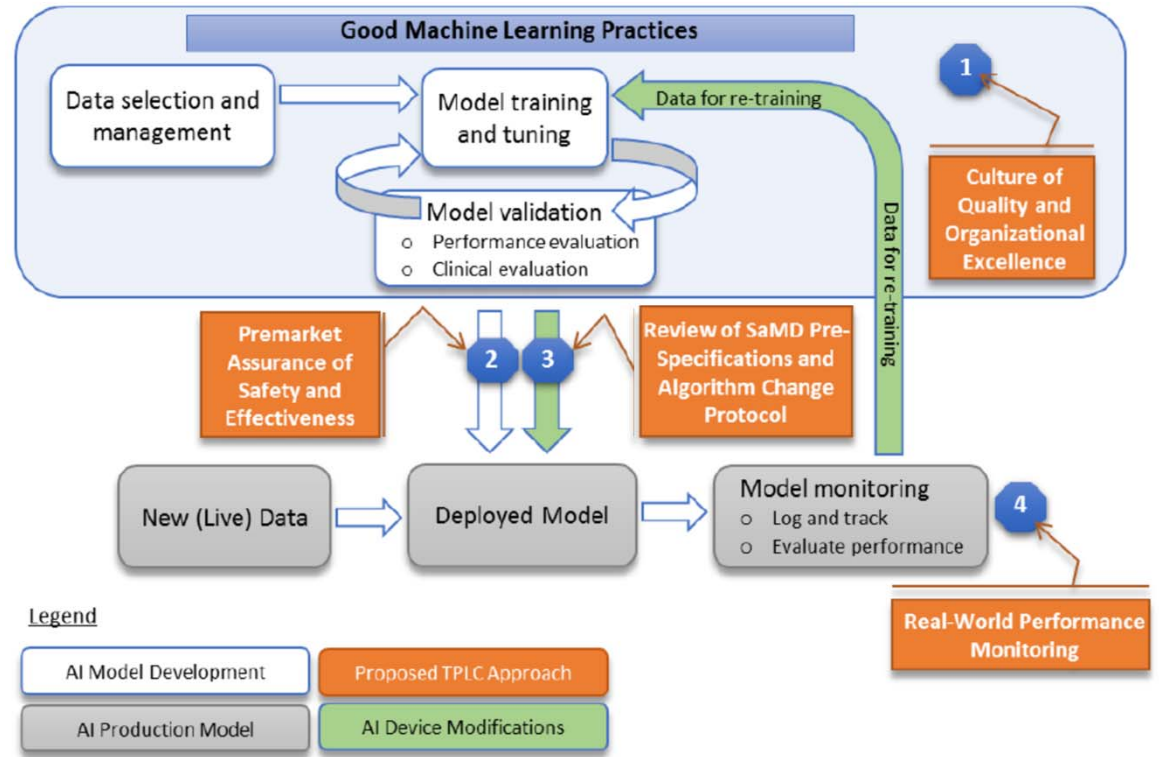 Good Machine Learning Practices
Data selection and
management
Model training
and tuning
Data for re-training
1
Culture of
Quality and
Organizational
Excellence
Model validation
o Performance evaluation
o Clinical evaluation
Data for re-training
Premarket
Assurance of
Safety and
Effectiveness
2
3
Review of SaMD Pre-
Specifications and
Algorithm Change
Protocol
New (Live) Data
Deployed Model
Model monitoring
o Log and track
o Evaluate performance
4
Real-World Performance
Monitoring
Legend
AI Model Development
Proposed TPLC Approach
AI Production Model
AI Device Modifications